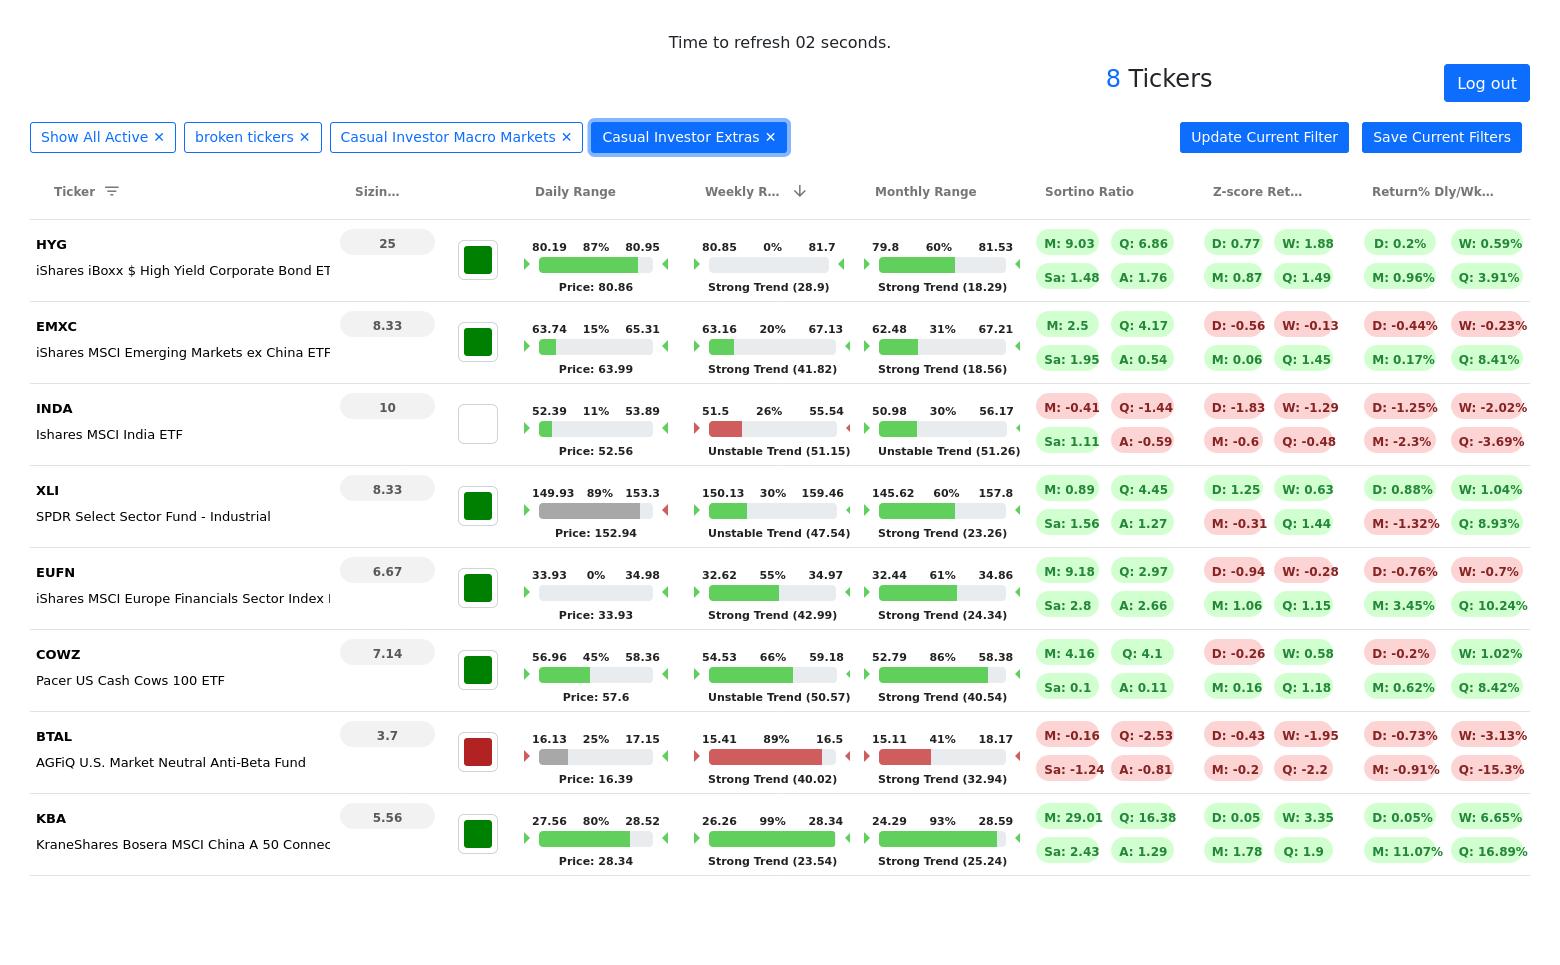 Time to refresh 02 seconds.
8 Tickers
Log out
Show All Active ✕ broken tickers ✕ Casual Investor Macro Markets ✕ Casual Investor Extras ✕ Update Current Filter Save Current Filters
Ticker Sizin... Daily Range Weekly R... Monthly Range Sortino Ratio Z-score Ret... Return% Dly/Wk...
HYG 25 80.19 87% 80.95 80.85 0% 81.7 79.8 60% 81.53 M: 9.03 Q: 6.86 D: 0.77 W: 1.88 D: 0.2% W: 0.59%
iShares iBoxx $ High Yield Corporate Bond ET Price: 80.86 Strong Trend (28.9) Strong Trend (18.29) Sa: 1.48 A: 1.76 M: 0.87 Q: 1.49 M: 0.96% Q: 3.91%
EMXC 8.33 63.74 15% 65.31 63.16 20% 67.13 62.48 31% 67.21 M: 2.5 Q: 4.17 D: -0.56 W: -0.13 D: -0.44% W: -0.23%
iShares MSCI Emerging Markets ex China ETF Price: 63.99 Strong Trend (41.82) Strong Trend (18.56) Sa: 1.95 A: 0.54 M: 0.06 Q: 1.45 M: 0.17% Q: 8.41%
INDA 10 52.39 11% 53.89 51.5 26% 55.54 50.98 30% 56.17 M: -0.41 Q: -1.44 D: -1.83 W: -1.29 D: -1.25% W: -2.02%
Ishares MSCI India ETF Price: 52.56 Unstable Trend (51.15) Unstable Trend (51.26) Sa: 1.11 A: -0.59 M: -0.6 Q: -0.48 M: -2.3% Q: -3.69%
XLI 8.33 149.93 89% 153.3 150.13 30% 159.46 145.62 60% 157.8 M: 0.89 Q: 4.45 D: 1.25 W: 0.63 D: 0.88% W: 1.04%
SPDR Select Sector Fund - Industrial Price: 152.94 Unstable Trend (47.54) Strong Trend (23.26) Sa: 1.56 A: 1.27 M: -0.31 Q: 1.44 M: -1.32% Q: 8.93%
EUFN 6.67 33.93 0% 34.98 32.62 55% 34.97 32.44 61% 34.86 M: 9.18 Q: 2.97 D: -0.94 W: -0.28 D: -0.76% W: -0.7%
iShares MSCI Europe Financials Sector Index Price: 33.93 Strong Trend (42.99) Strong Trend (24.34) Sa: 2.8 A: 2.66 M: 1.06 Q: 1.15 M: 3.45% Q: 10.24%
COWZ 7.14 56.96 45% 58.36 54.53 66% 59.18 52.79 86% 58.38 M: 4.16 Q: 4.1 D: -0.26 W: 0.58 D: -0.2% W: 1.02%
Pacer US Cash Cows 100 ETF Price: 57.6 Unstable Trend (50.57) Strong Trend (40.54) Sa: 0.1 A: 0.11 M: 0.16 Q: 1.18 M: 0.62% Q: 8.42%
BTAL 3.7 16.13 25% 17.15 15.41 89% 16.5 15.11 41% 18.17 M: -0.16 Q: -2.53 D: -0.43 W: -1.95 D: -0.73% W: -3.13%
AGFiQ U.S. Market Neutral Anti-Beta Fund Price: 16.39 Strong Trend (40.02) Strong Trend (32.94) Sa: -1.24 A: -0.81 M: -0.2 Q: -2.2 M: -0.91% Q: -15.3%
KBA 5.56 27.56 80% 28.52 26.26 99% 28.34 24.29 93% 28.59 M: 29.01 Q: 16.38 D: 0.05 W: 3.35 D: 0.05% W: 6.65%
KraneShares Bosera MSCI China A 50 Connec Price: 28.34 Strong Trend (23.54) Strong Trend (25.24) Sa: 2.43 A: 1.29 M: 1.78 Q: 1.9 M: 11.07% Q: 16.89%